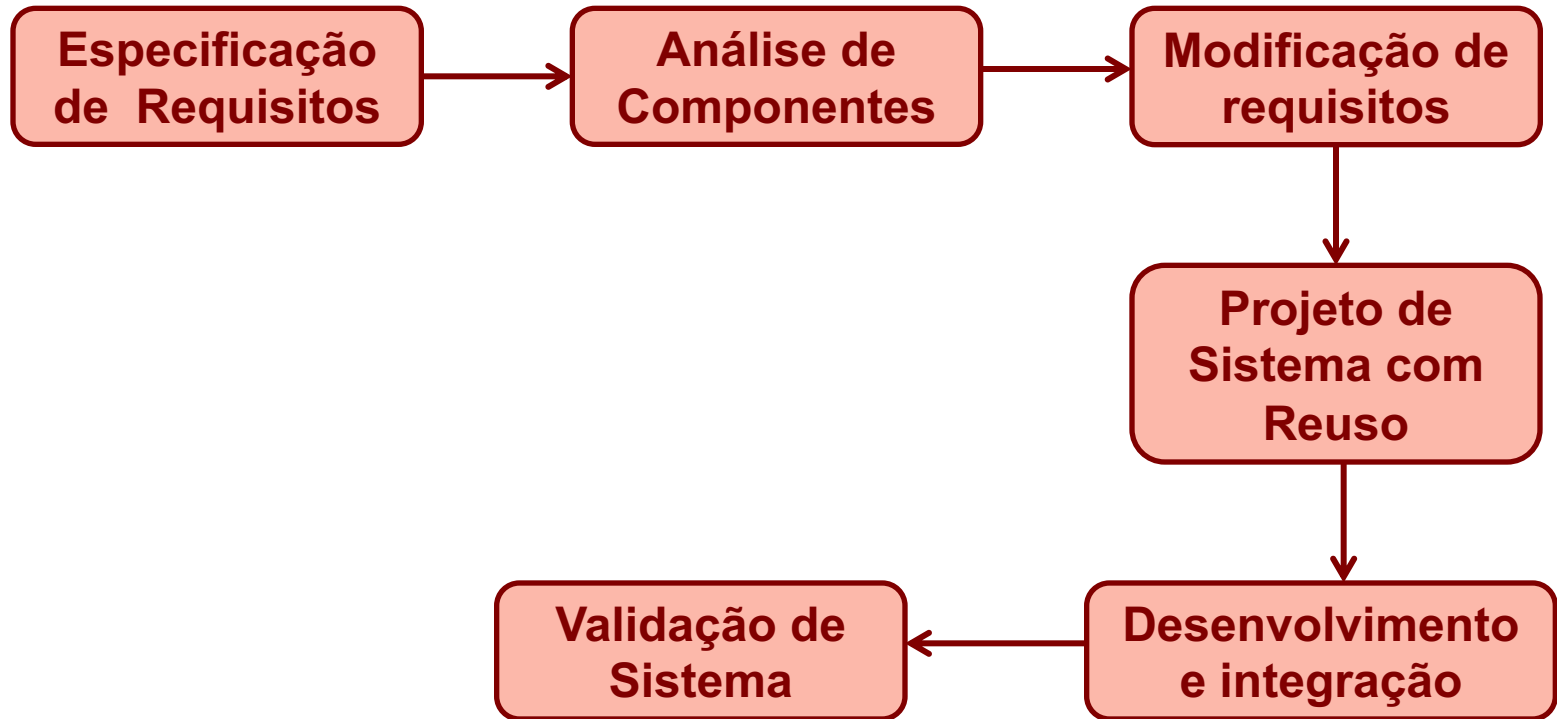 Especificação
de Requisitos
Análise de
Componentes
Modificação de
requisitos
Projeto de
Sistema com
Reuso
Desenvolvimento
e integração
Validação de
Sistema